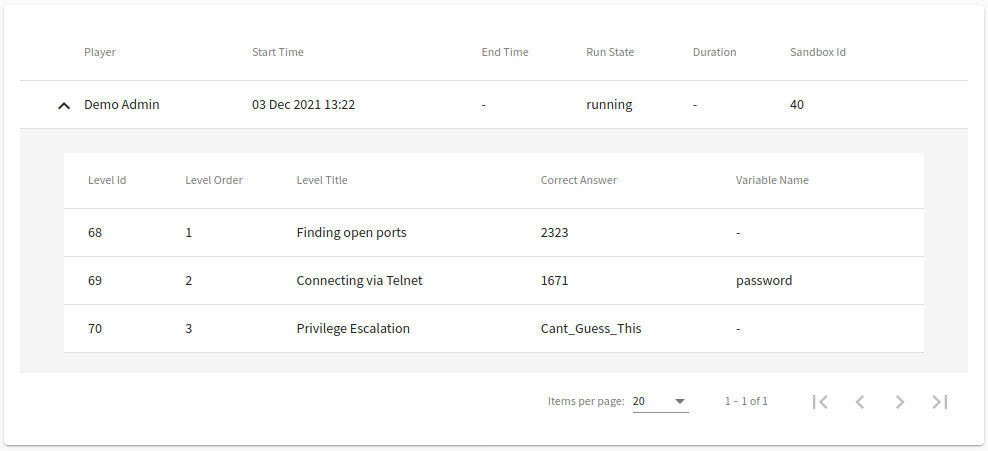 Player Start Time End Time Run State Duration Sandbox Id
Demo Admin 03 Dec 2021 13:22 - running - 40
Level Id Level Order Level Title Correct Answer Variable Name
68 1 Finding open ports 2323 -
69 2 Connecting via Telnet 1671 password
70 3 Privilege Escalation Cant_Guess_This -
Items per page: 20 1 – 1 of 1